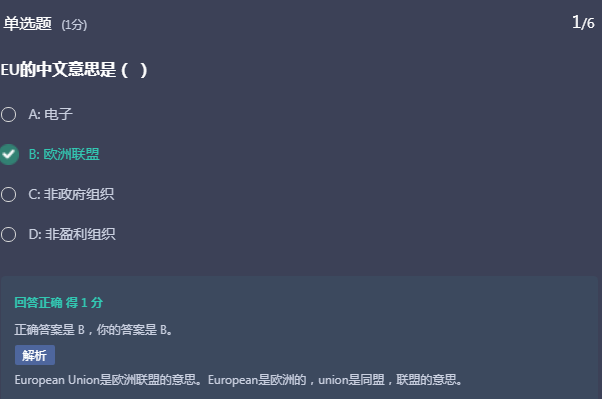 单选题 (1分) 1/6
EU的中文意思是（ ）
A: 电子
B: 欧洲联盟
C: 非政府组织
D: 非盈利组织
回答正确 得 1 分
正确答案是 B，你的答案是 B。
解析
European Union是欧洲联盟的意思。European是欧洲的，union是同盟，联盟的意思。